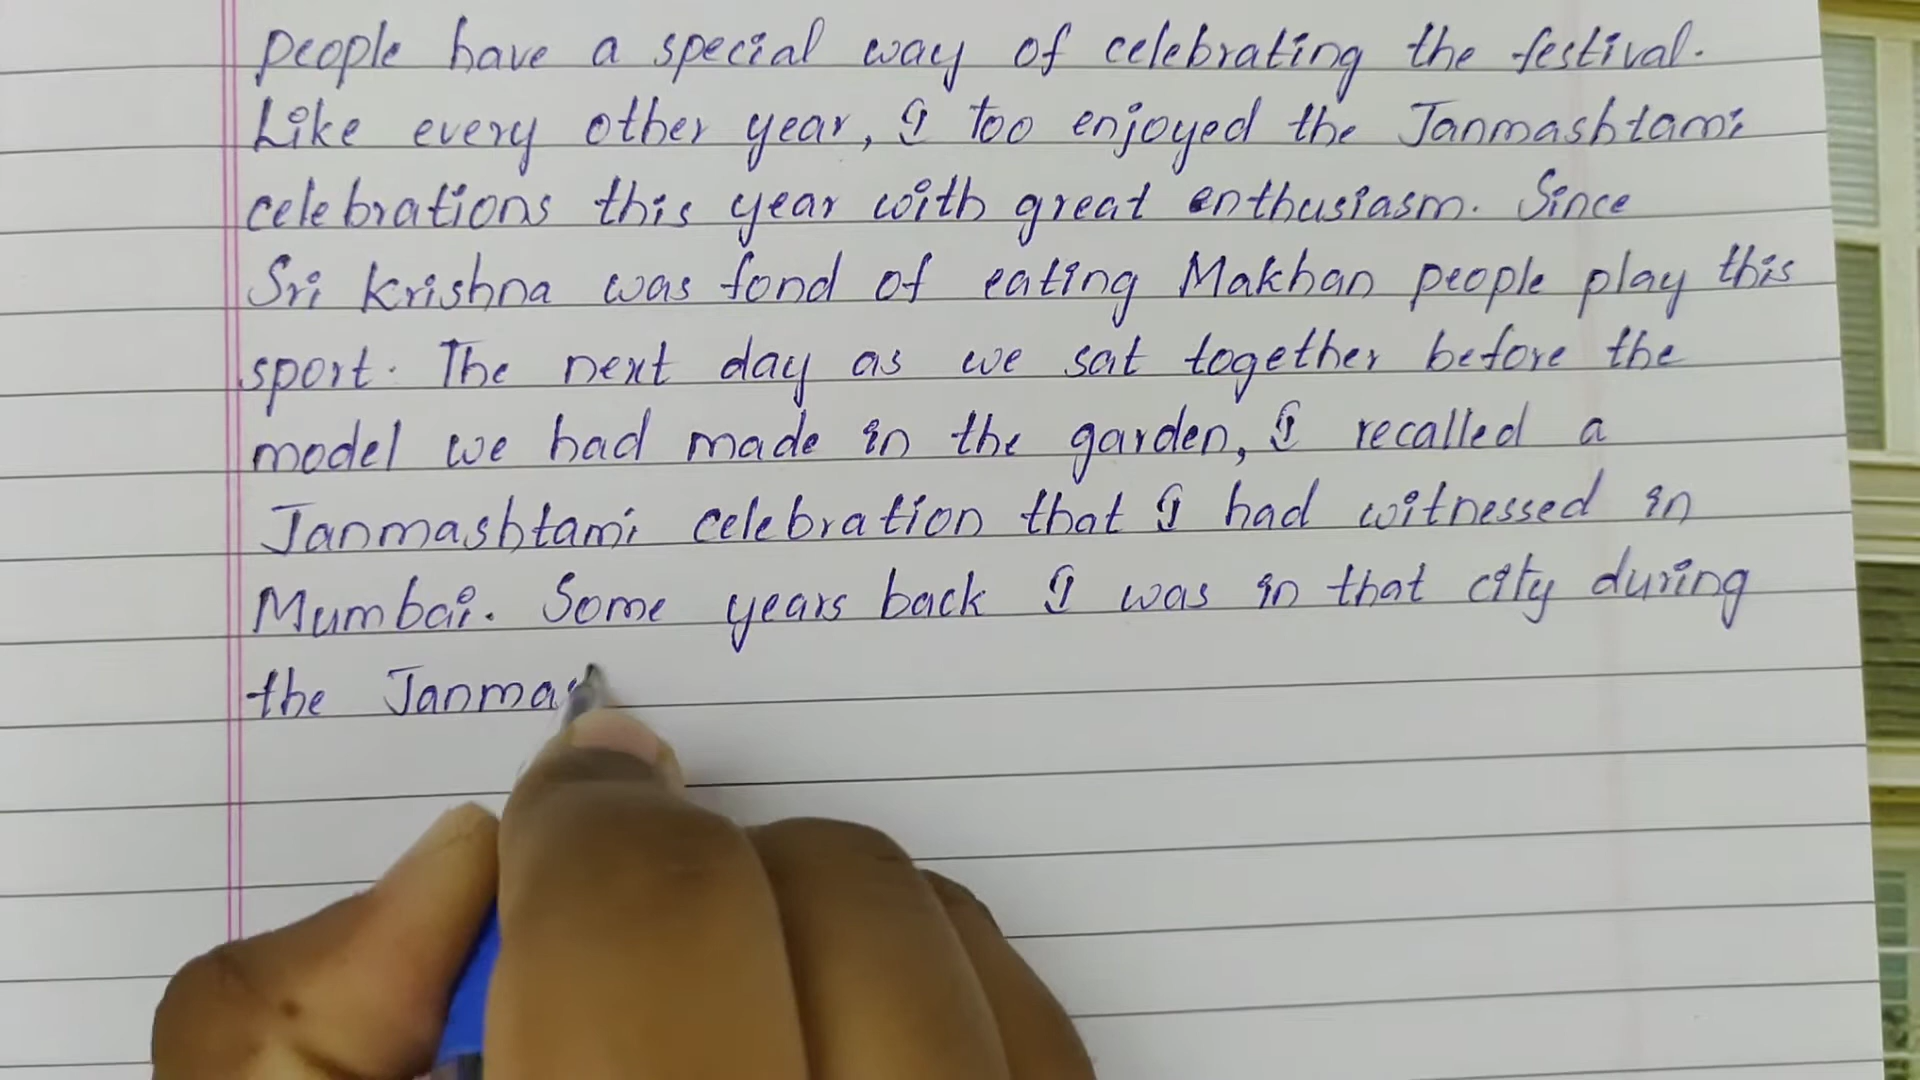 people have a special way of celebrating the festival.
Like every other year, I too enjoyed the Janmashtami
celebrations this year with great enthusiasm. Since
Sri krishna was fond of eating Makhan people play this
sport. The next day as we sat together before the
model we had made in the garden, I recalled a
Janmashtami celebration that I had witnessed in
Mumbai. Some years back I was in that city during
the Janmas